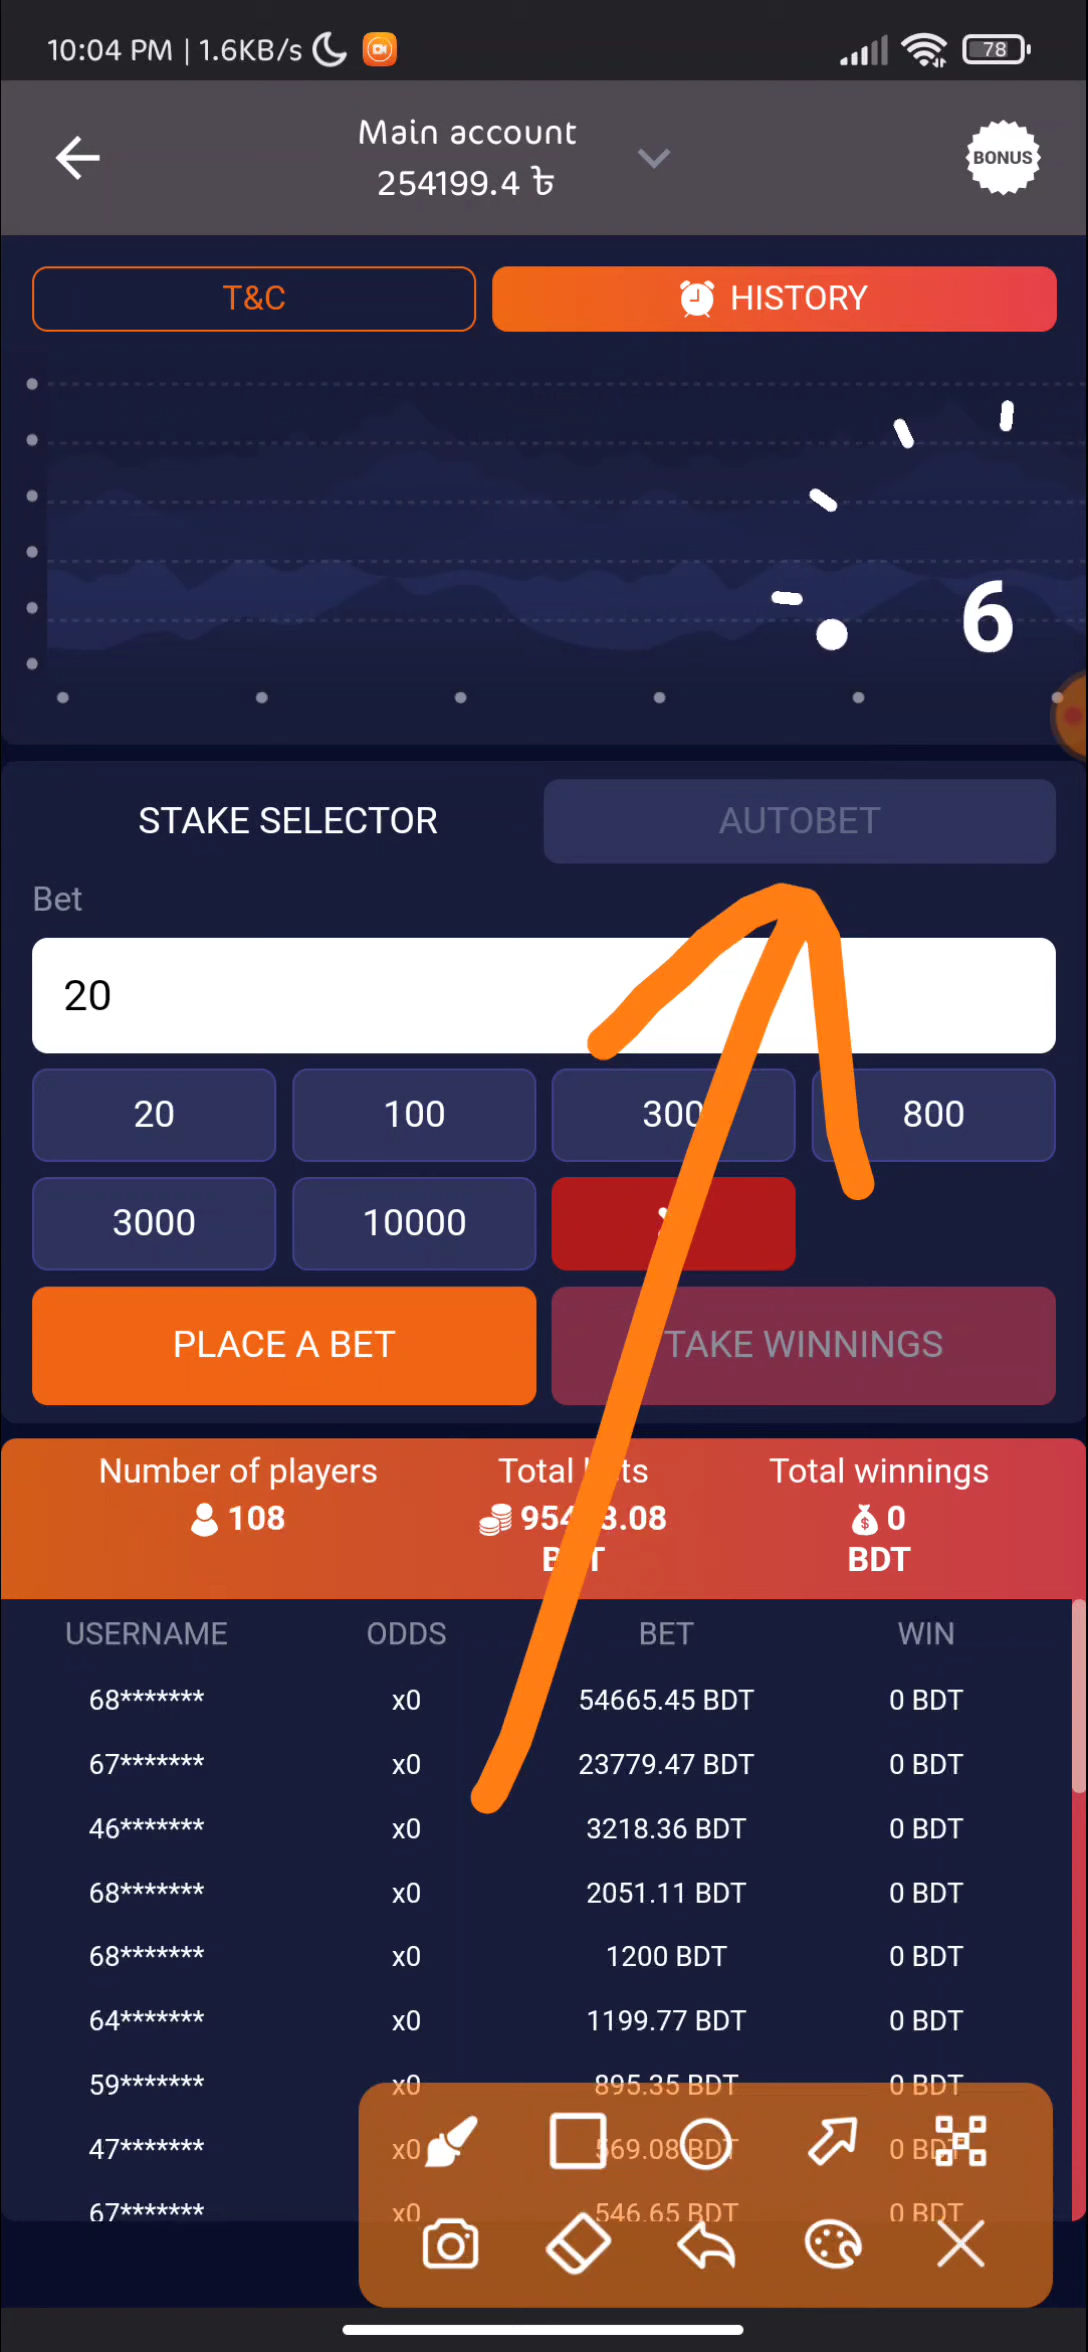 10:04 PM | 1.6KB/s
78
Main account
254199.4 ৳
BONUS
T&C
HISTORY
6
STAKE SELECTOR
AUTOBET
Bet
20
20 100 300 800
3000 10000
PLACE A BET
TAKE WINNINGS
Number of players Total Total winnings
108 0
BDT
USERNAME ODDS BET WIN
68******* x0 54665.45 BDT 0 BDT
67******* x0 23779.47 BDT 0 BDT
46******* x0 3218.36 BDT 0 BDT
68******* x0 2051.11 BDT 0 BDT
68******* x0 1200 BDT 0 BDT
64******* x0 1199.77 BDT 0 BDT
59******* x0 895.35 BDT 0 BDT
47******* x0 569.08 BDT 0 BDT
67******* x0 546.65 BDT 0 BDT